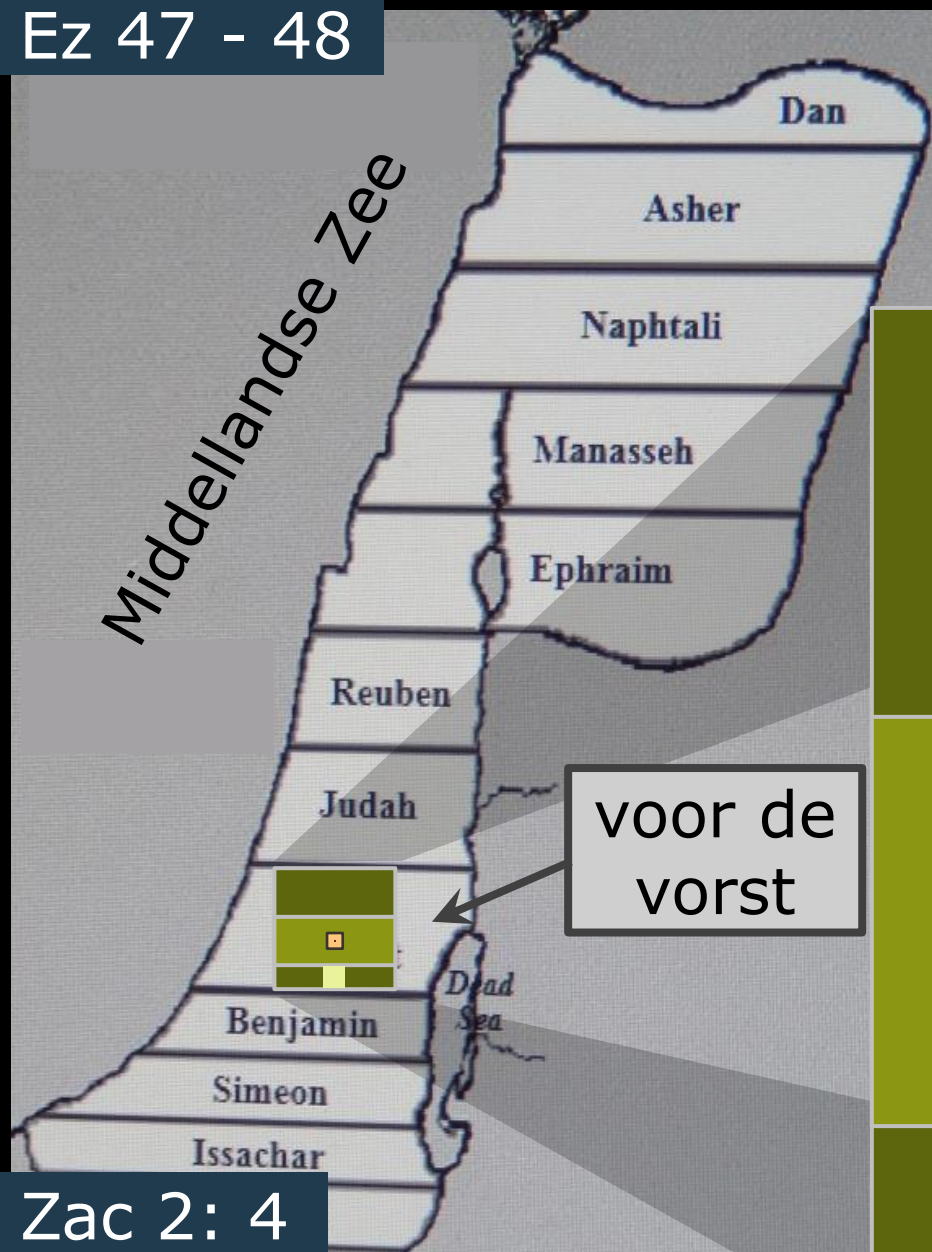 Ez 47 - 48
Dan
Asher
Middellandse Zee
Naphtali
Manasseh
Ephraim
Reuben
Judah
voor de
vorst
Dead
Sea
Benjamin
Simeon
Issachar
Zac 2: 4